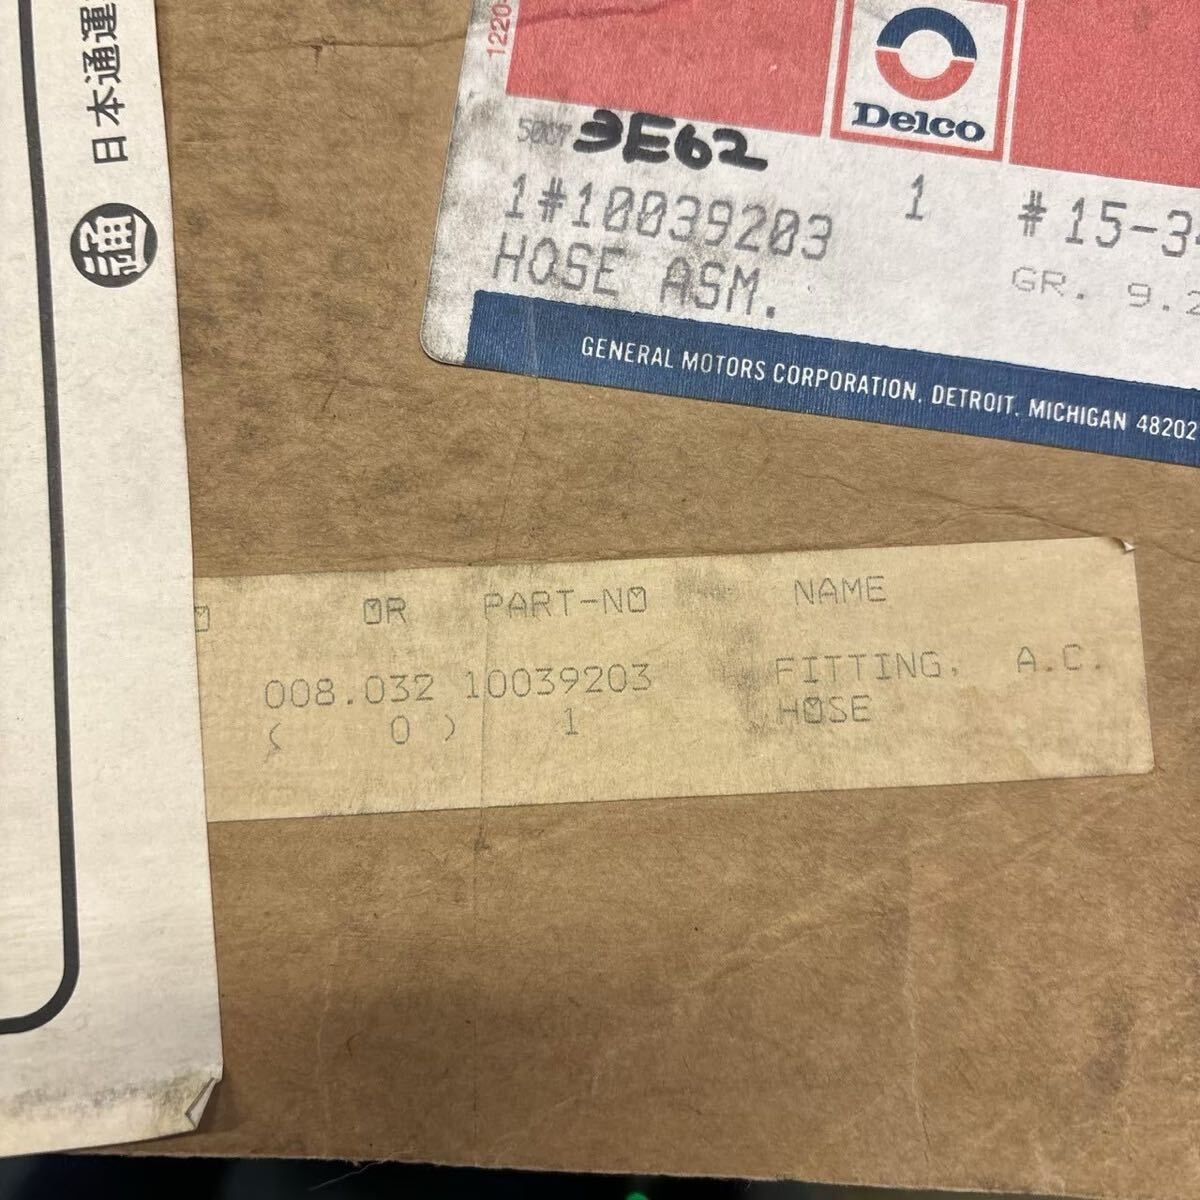 日本通運
通
1220-
Delco
3E62
1#10039203 1 #15-3
HOSE ASM.
GR. 9.2
GENERAL MOTORS CORPORATION, DETROIT, MICHIGAN 48202
OR PART-NO NAME
008.032 10039203 FITTING, A.C.
( 0 ) 1 HOSE